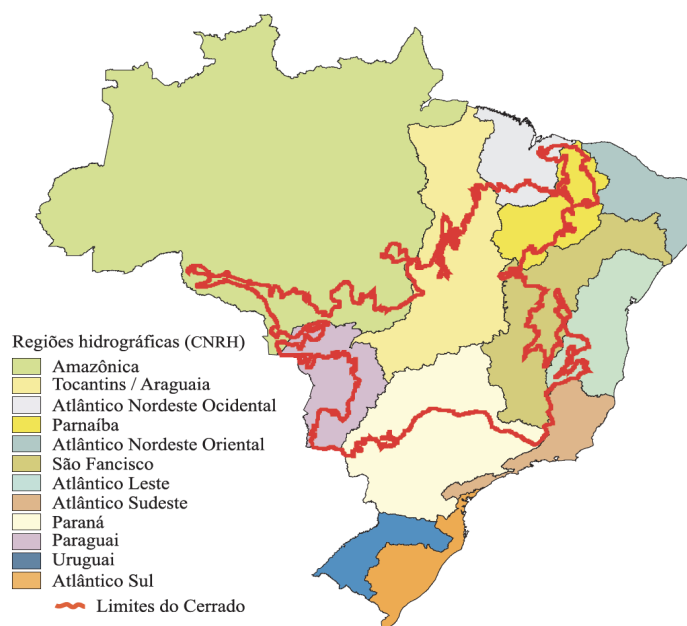 Regiões hidrográficas (CNRH)
Amazônica
Tocantins / Araguaia
Atlântico Nordeste Ocidental
Parnaíba
Atlântico Nordeste Oriental
São Fancisco
Atlântico Leste
Atlântico Sudeste
Paraná
Paraguai
Uruguai
Atlântico Sul
Limites do Cerrado